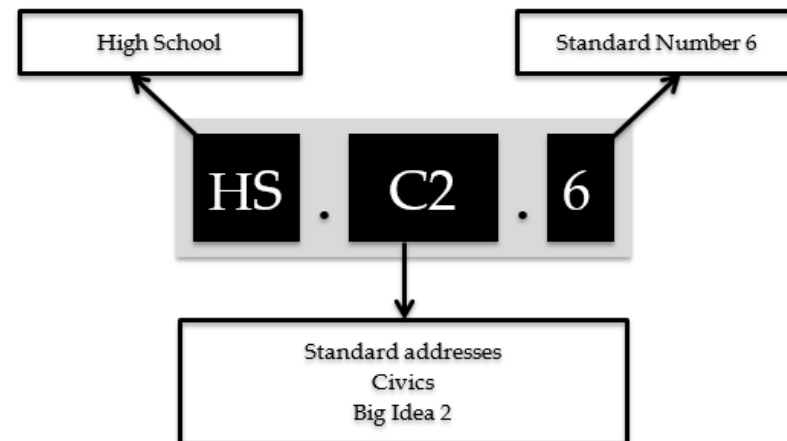 High School
Standard Number 6
HS . C2 . 6
Standard addresses
Civics
Big Idea 2